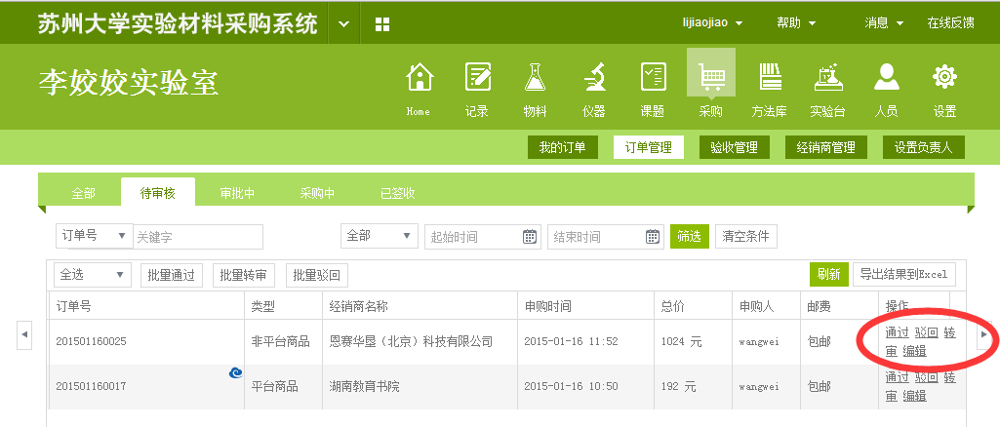 苏州大学实验材料采购系统 lijiaojiao 帮助 消息 在线反馈
李姣姣实验室
Home 记录 物料 仪器 课题 采购 方法库 实验台 人员 设置
我的订单 订单管理 验收管理 经销商管理 设置负责人
全部 待审核 审批中 采购中 已签收
订单号 关键字 全部 起始时间 结束时间 筛选 清空条件
全选 批量通过 批量转审 批量驳回 刷新 导出结果到Excel
订单号 类型 经销商名称 申购时间 总价 申购人 邮费 操作
201501160025 非平台商品 恩赛华垦（北京）科技有限公司 2015-01-16 11:52 1024 元 wangwei 包邮 通过 驳回 转
审 编辑
201501160017 平台商品 湖南教育书院 2015-01-16 10:50 192 元 wangwei 包邮 通过 驳回 转
审 编辑